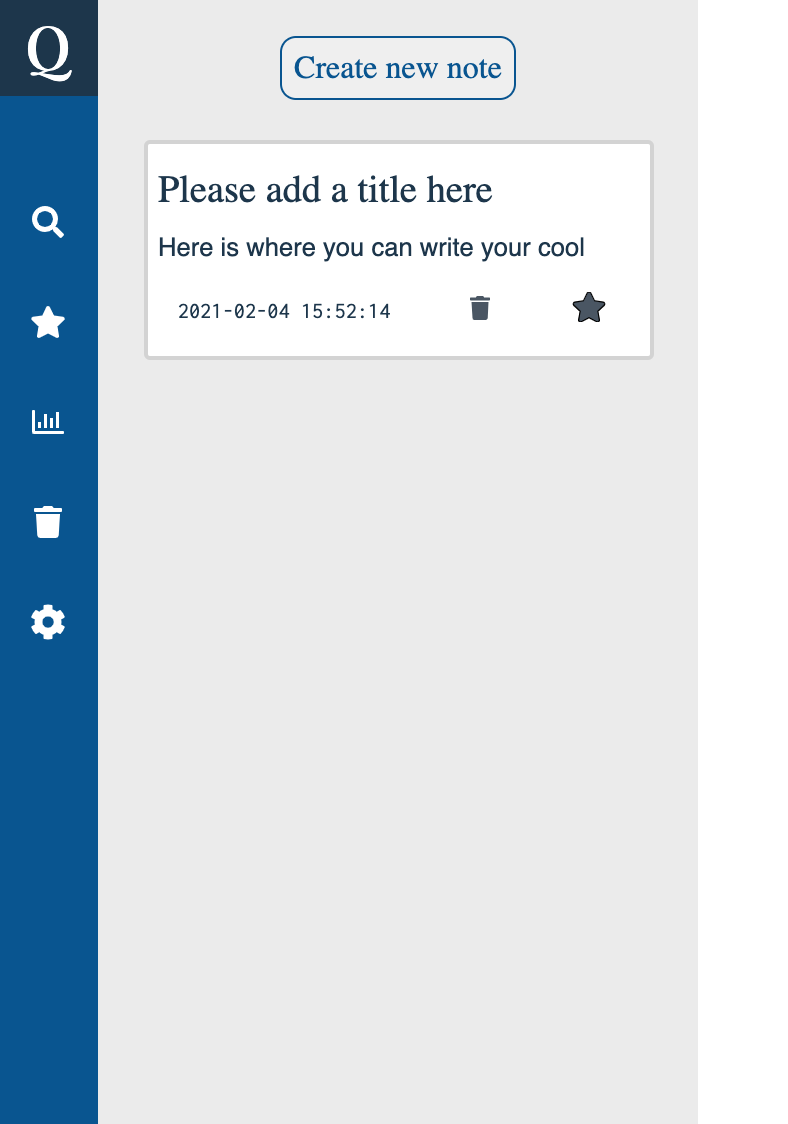 Q
Create new note
Please add a title here
Here is where you can write your cool
2021-02-04 15:52:14